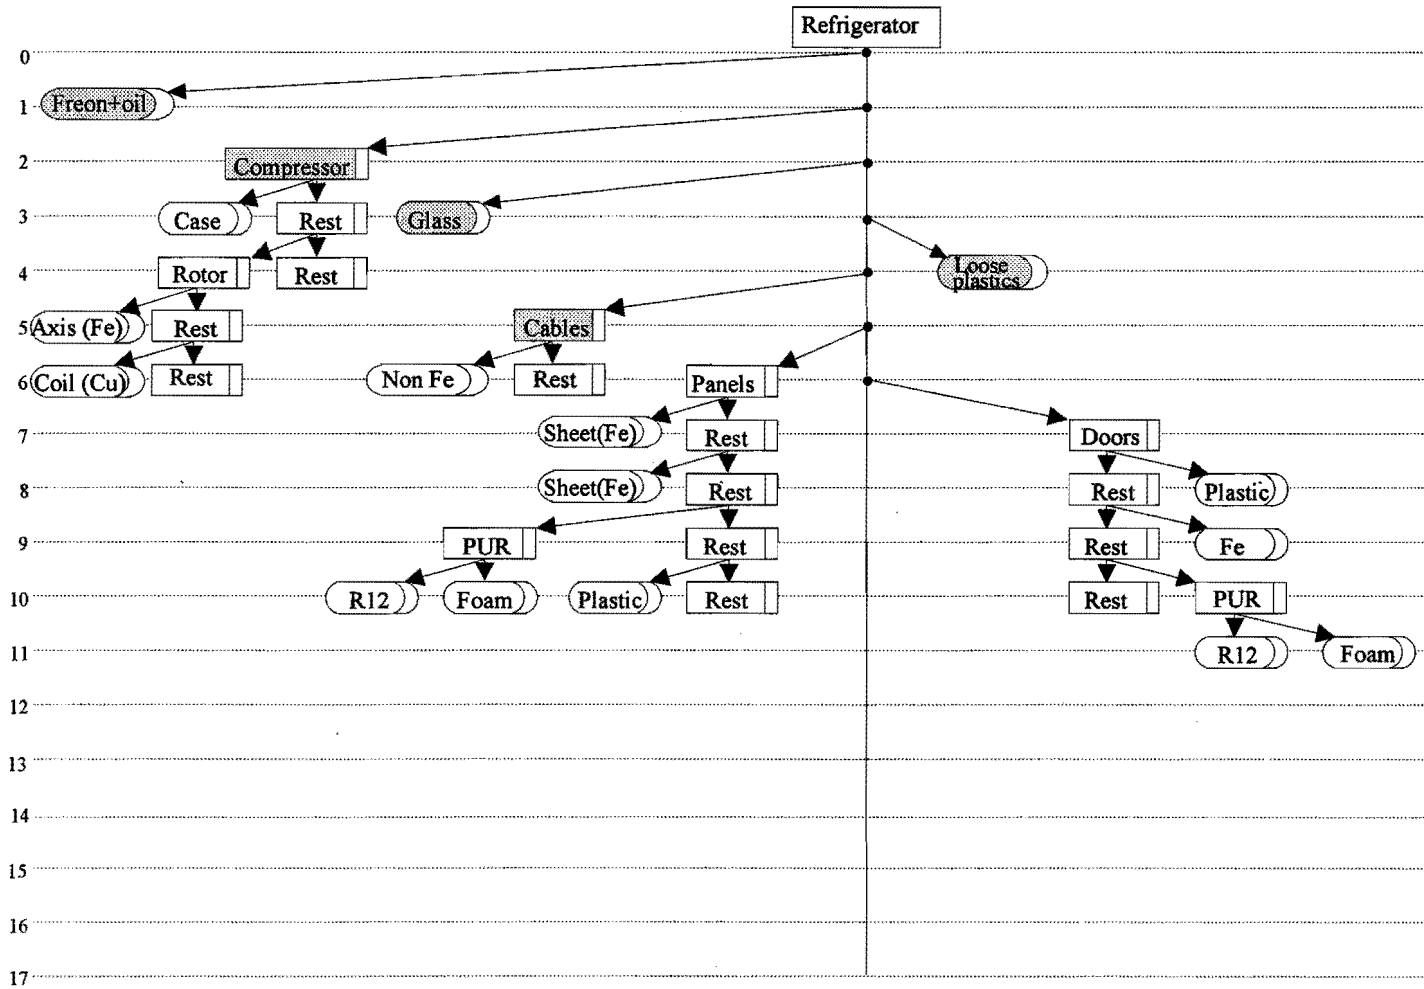 Refrigerator
0
Freon+oil
1
Compressor
2
Case
Rest
Glass
3
Rotor
Rest
Loose
plastics
4
Axis (Fe)
Rest
Cables
5
Coil (Cu)
Rest
Non Fe
Rest
Panels
6
Sheet(Fe)
Rest
Doors
7
Sheet(Fe)
Rest
Rest
Plastic
8
PUR
Rest
Rest
Fe
9
R12
Foam
Plastic
Rest
Rest
PUR
10
R12
Foam
11
12
13
14
15
16
17